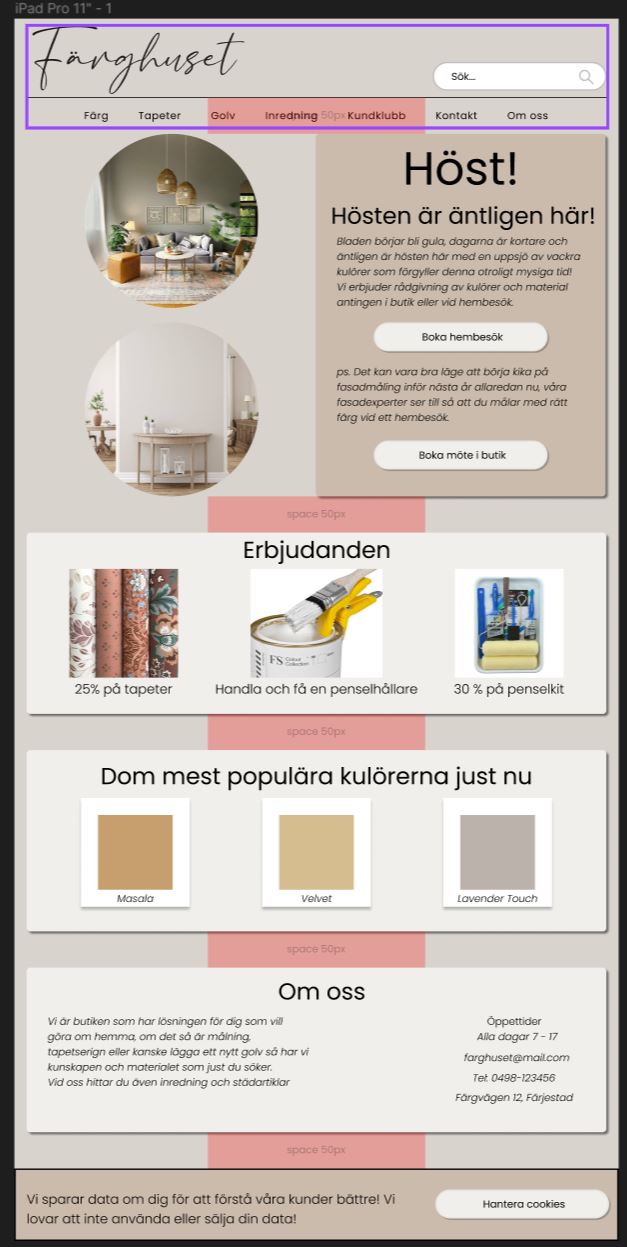 iPad Pro 11" - 1
Färghuset
Sök...
Färg Tapeter Golv Inredning Kundklubb Kontakt Om oss
50px
Höst!
Hösten är äntligen här!
Bladen börjar bli gula, dagarna är kortare och
äntligen är hösten här med en uppsjö av vackra
kulörer som förgyller denna otroligt mysiga tid!
Vi erbjuder rådgivning av kulörer och material
antingen i butik eller vid hembesök.
Boka hembesök
ps. Det kan vara bra läge att börja kika på
fasadmåling inför nästa år allaredan nu, våra
fasadexperter ser till så att du målar med rätt
färg vid ett hembesök.
Boka möte i butik
space 50px
Erbjudanden
FS Colour
Collection
25% på tapeter
Handla och få en penselhållare
30 % på penselkit
space 50px
Dom mest populära kulörerna just nu
Masala
Velvet
Lavender Touch
space 50px
Om oss
Vi är butiken som har lösningen för dig som vill
göra om hemma, om det så är målning,
tapetserign eller kanske lägga ett nytt golv så har vi
kunskapen och materialet som just du söker.
Vid oss hittar du även inredning och städartiklar
Öppettider
Alla dagar 7 - 17
farghuset@mail.com
Tel: 0498-123456
Färgvägen 12, Färjestad
space 50px
Vi sparar data om dig för att förstå våra kunder bättre! Vi
lovar att inte använda eller sälja din data!
Hantera cookies